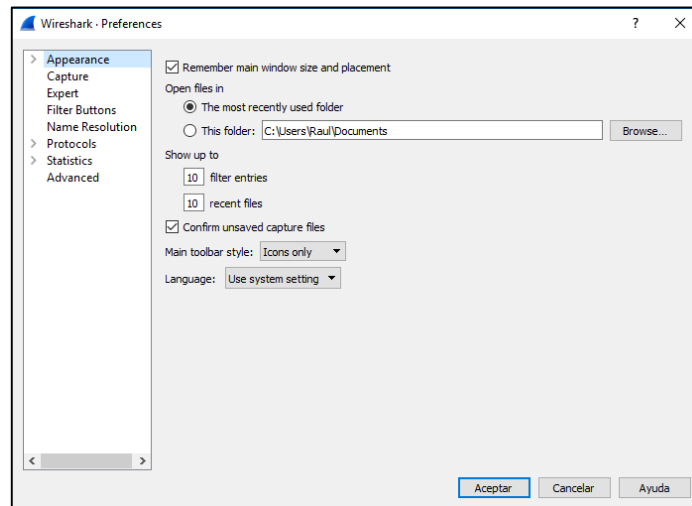 Wireshark · Preferences
Appearance
Capture
Expert
Filter Buttons
Name Resolution
Protocols
Statistics
Advanced
Remember main window size and placement
Open files in
The most recently used folder
This folder: C:\Users\Raul\Documents Browse...
Show up to
10 filter entries
10 recent files
Confirm unsaved capture files
Main toolbar style: Icons only
Language: Use system setting
Aceptar Cancelar Ayuda